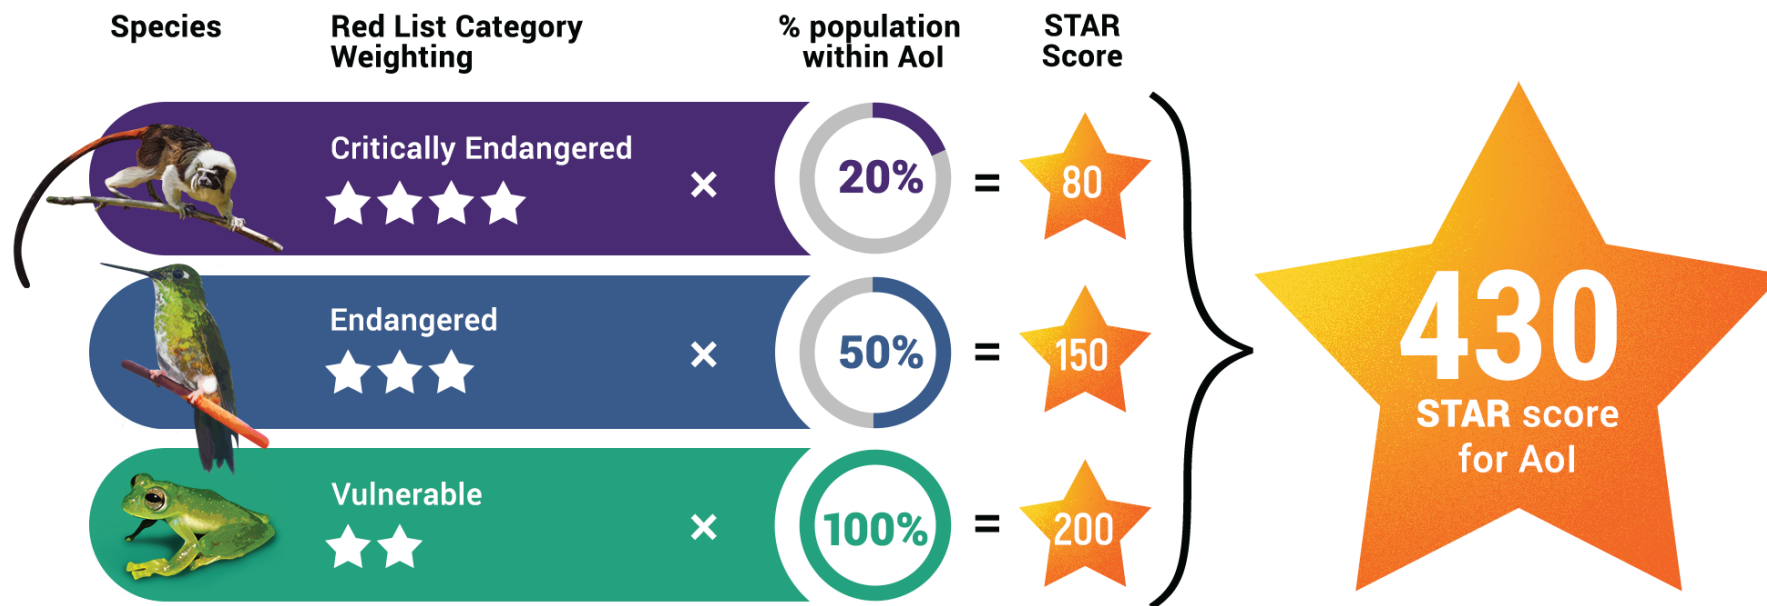 Species
Red List Category
Weighting
% population
within AoI
STAR
Score
Critically Endangered
×
20%
=
80
Endangered
×
50%
=
150
Vulnerable
×
100%
=
200
430
STAR score
for AoI